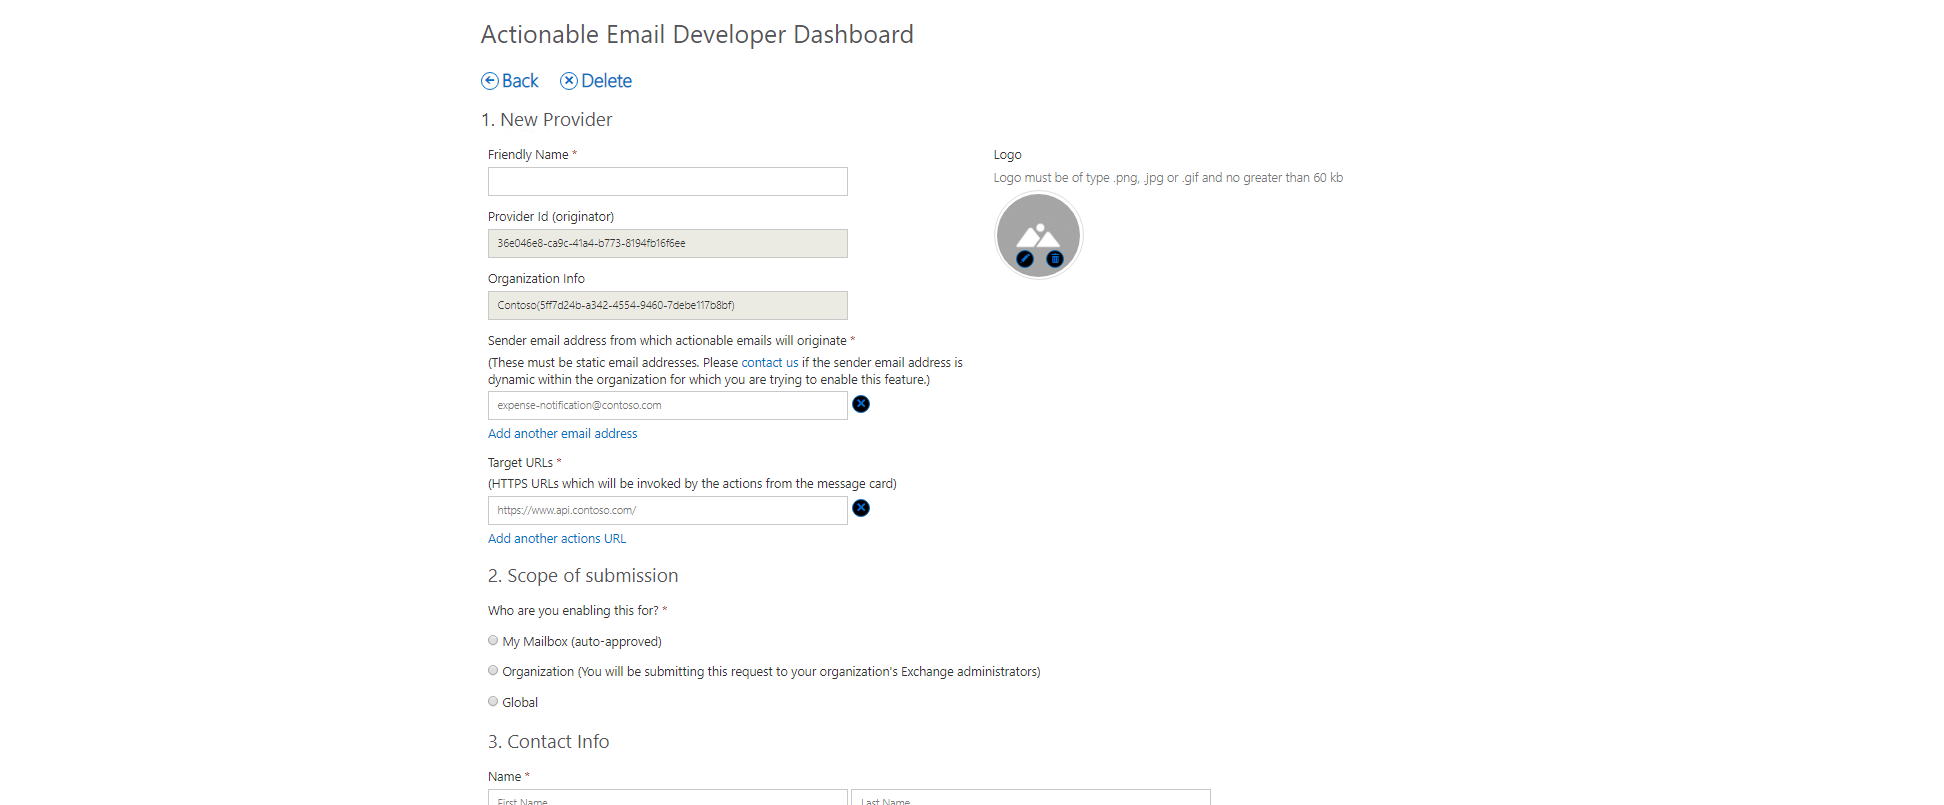 Actionable Email Developer Dashboard
Back Delete
1. New Provider
Friendly Name *
Logo
Logo must be of type .png, .jpg or .gif and no greater than 60 kb
Provider Id (originator)
36e046e8-ca9c-41a4-b773-8194fb16f6ee
Organization Info
Contoso(5ff7d24b-a342-4554-9460-7debe117b8bf)
Sender email address from which actionable emails will originate *
(These must be static email addresses. Please contact us if the sender email address is
dynamic within the organization for which you are trying to enable this feature.)
expense-notification@contoso.com
Add another email address
Target URLs *
(HTTPS URLs which will be invoked by the actions from the message card)
https://www.api.contoso.com/
Add another actions URL
2. Scope of submission
Who are you enabling this for? *
My Mailbox (auto-approved)
Organization (You will be submitting this request to your organization's Exchange administrators)
Global
3. Contact Info
Name *
First Name Last Name